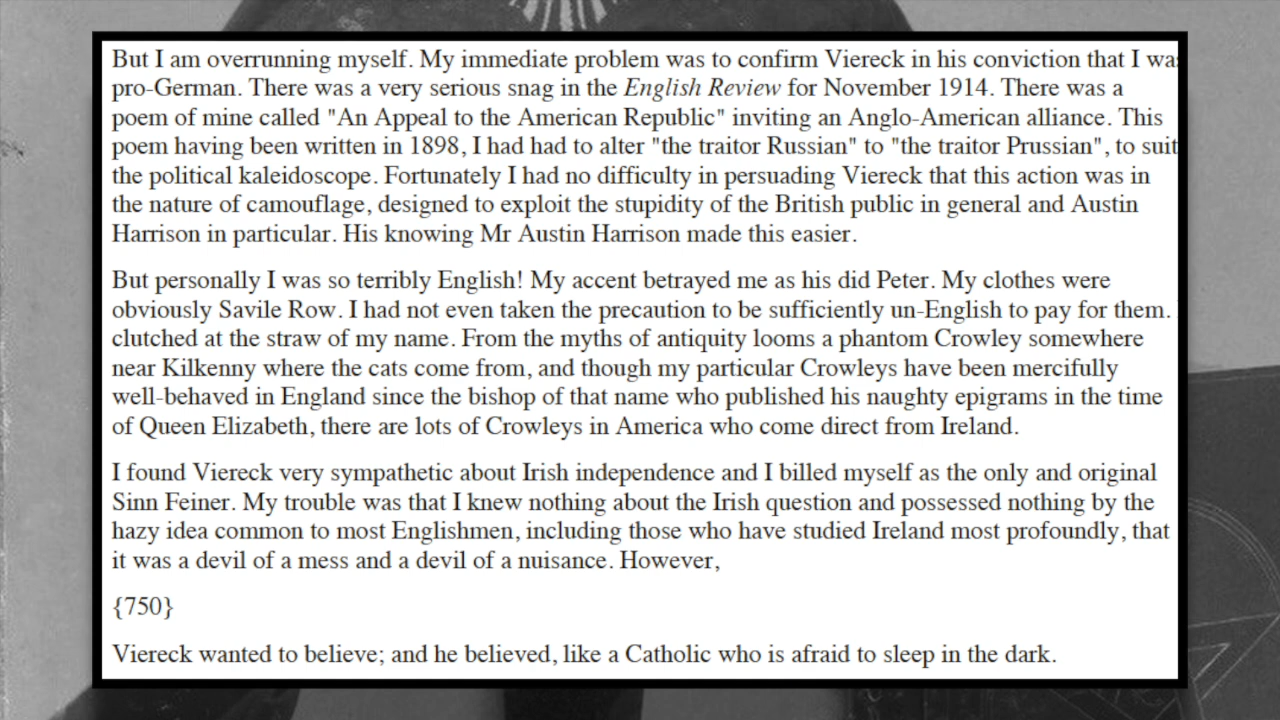 But I am overrunning myself. My immediate problem was to confirm Viereck in his conviction that I was
pro-German. There was a very serious snag in the English Review for November 1914. There was a
poem of mine called "An Appeal to the American Republic" inviting an Anglo-American alliance. This
poem having been written in 1898, I had had to alter "the traitor Russian" to "the traitor Prussian", to suit
the political kaleidoscope. Fortunately I had no difficulty in persuading Viereck that this action was in
the nature of camouflage, designed to exploit the stupidity of the British public in general and Austin
Harrison in particular. His knowing Mr Austin Harrison made this easier.
But personally I was so terribly English! My accent betrayed me as his did Peter. My clothes were
obviously Savile Row. I had not even taken the precaution to be sufficiently un-English to pay for them.
clutched at the straw of my name. From the myths of antiquity looms a phantom Crowley somewhere
near Kilkenny where the cats come from, and though my particular Crowleys have been mercifully
well-behaved in England since the bishop of that name who published his naughty epigrams in the time
of Queen Elizabeth, there are lots of Crowleys in America who come direct from Ireland.
I found Viereck very sympathetic about Irish independence and I billed myself as the only and original
Sinn Feiner. My trouble was that I knew nothing about the Irish question and possessed nothing by the
hazy idea common to most Englishmen, including those who have studied Ireland most profoundly, that
it was a devil of a mess and a devil of a nuisance. However,
{750}
Viereck wanted to believe; and he believed, like a Catholic who is afraid to sleep in the dark.